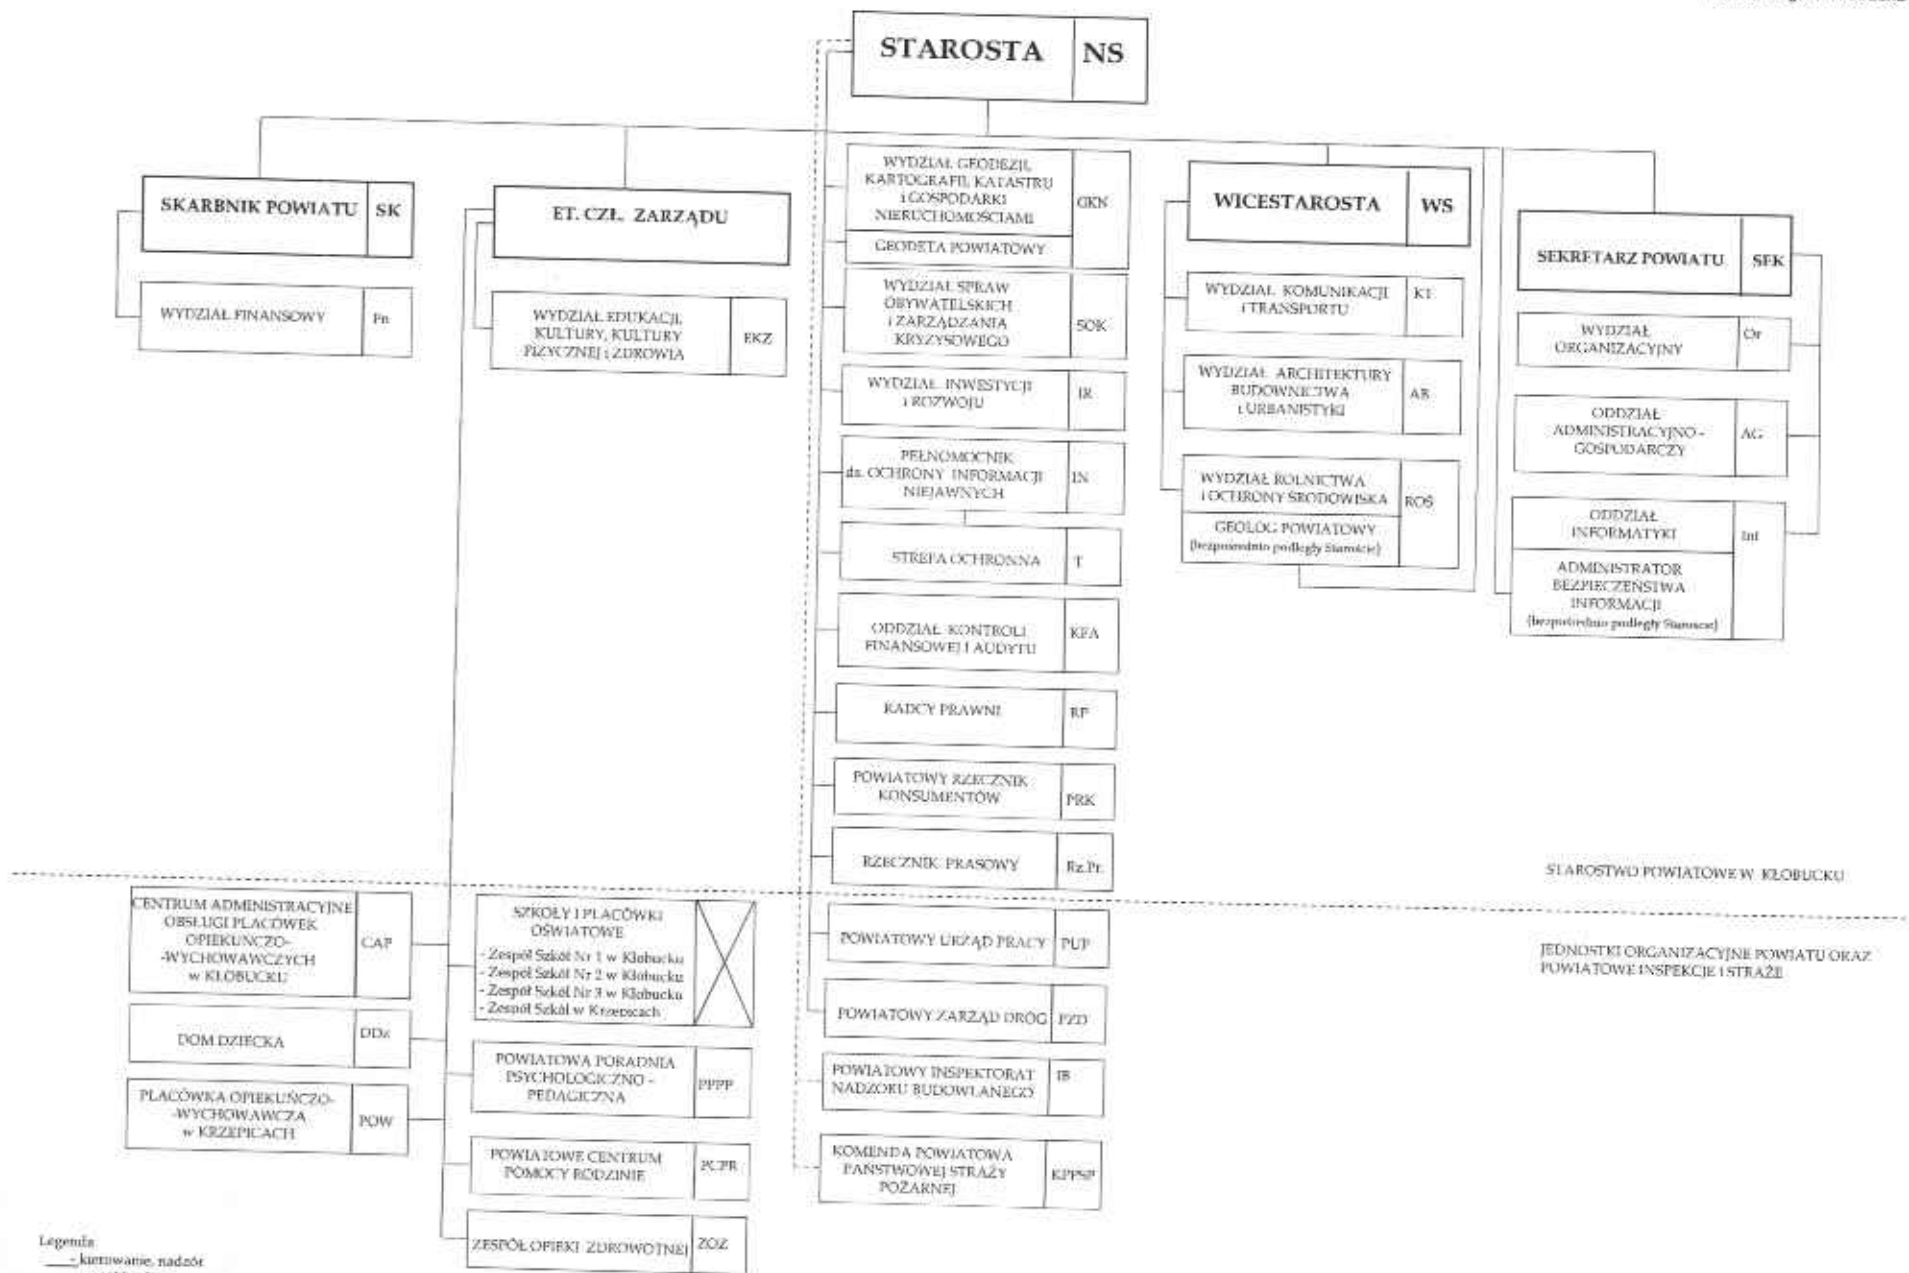 STAROSTA NS
SKARBNIK POWIATU SK
WYDZIAŁ FINANSOWY Fn
ET. CZŁ. ZARZĄDU
WYDZIAŁ EDUKACJI,
KULTURY, KULTURY
FIZYCZNEJ i ZDROWIA
EKZ
WYDZIAŁ GEODEZJI,
KARTOGRAFII, KATASTRU
i GOSPODARKI
NIERUCHOMOŚCIAMI
GKN
GEODETA POWIATOWY
WYDZIAŁ SPRAW
OBYWATELSKICH
i ZARZĄDZANIA
KRYZYSOWEGO
SOK
WYDZIAŁ INWESTYCJI
i ROZWOJU
IR
PEŁNOMOCNIK
ds. OCHRONY INFORMACJI
NIEJAWNYCH
IN
STREFA OCHRONNA T
ODDZIAŁ KONTROLI
FINANSOWEJ I AUDYTU
KFA
RADCY PRAWNI RP
POWIATOWY RZECZNIK
KONSUMENTÓW
PRK
RZECZNIK PRASOWY Rz.Pr.
WICESTAROSTA WS
WYDZIAŁ KOMUNIKACJI
i TRANSPORTU
KT
WYDZIAŁ ARCHITEKTURY
BUDOWNICTWA
i URBANISTYKI
AB
WYDZIAŁ ROLNICTWA
i OCHRONY ŚRODOWISKA
ROŚ
GEOLOG POWIATOWY
(bezpośrednio podległy Staroście)
SEKRETARZ POWIATU SEK
WYDZIAŁ
ORGANIZACYJNY
Or
ODDZIAŁ
ADMINISTRACYJNO -
GOSPODARCZY
AG
ODDZIAŁ
INFORMATYKI
Inf
ADMINISTRATOR
BEZPIECZEŃSTWA
INFORMACJI
(bezpośrednio podległy Staroście)
STAROSTWO POWIATOWE W KŁOBUCKU
JEDNOSTKI ORGANIZACYJNE POWIATU ORAZ
POWIATOWE INSPEKCJE I STRAŻE
CENTRUM ADMINISTRACYJNE
OBSŁUGI PLACÓWEK
OPIEKUŃCZO-
-WYCHOWAWCZYCH
w KŁOBUCKU
CAP
DOM DZIECKA DDz
PLACÓWKA OPIEKUŃCZO-
-WYCHOWAWCZA
w KRZEPICACH
POW
SZKOŁY I PLACÓWKI
OŚWIATOWE
- Zespół Szkół Nr 1 w Kłobucku
- Zespół Szkół Nr 2 w Kłobucku
- Zespół Szkół Nr 3 w Kłobucku
- Zespół Szkół w Krzepicach
POWIATOWA PORADNIA
PSYCHOLOGICZNO -
PEDAGICZNA
PPPP
POWIATOWE CENTRUM
POMOCY RODZINIE
PCPR
ZESPÓŁ OPIEKI ZDROWOTNEJ ZOZ
POWIATOWY URZĄD PRACY PUP
POWIATOWY ZARZĄD DRÓG PZD
POWIATOWY INSPEKTORAT
NADZORU BUDOWLANEGO
IB
KOMENDA POWIATOWA
PAŃSTWOWEJ STRAŻY
POŻARNEJ
KPPSP
Legenda
- kierowanie, nadzór